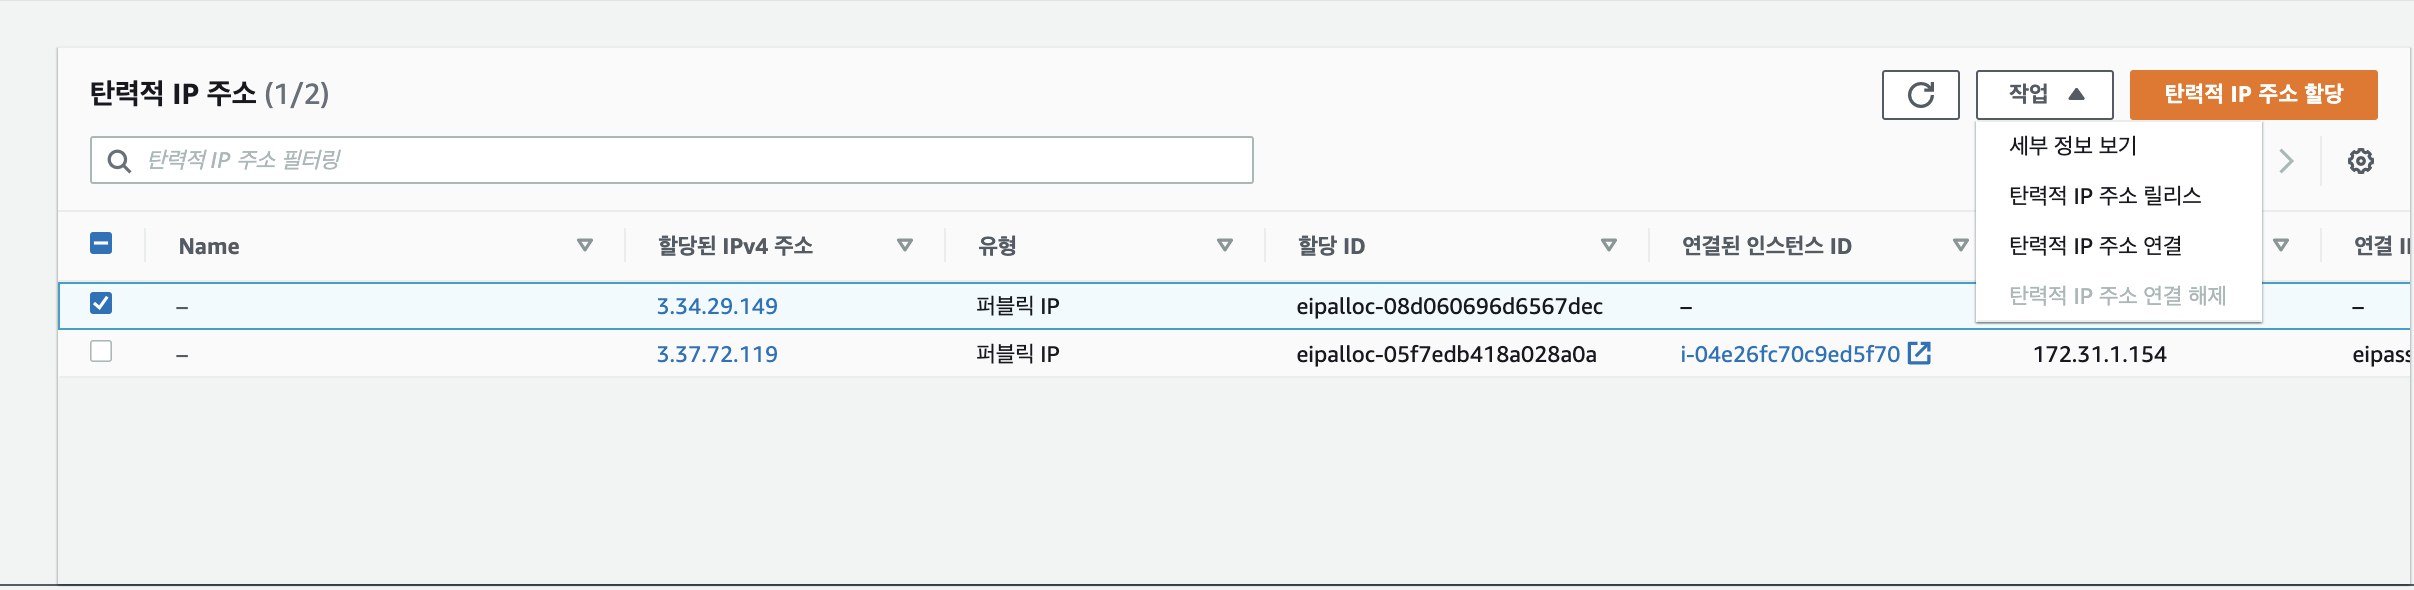 탄력적 IP 주소 (1/2)
작업
탄력적 IP 주소 할당
탄력적 IP 주소 필터링
세부 정보 보기
탄력적 IP 주소 릴리스
탄력적 IP 주소 연결
탄력적 IP 주소 연결 해제
Name 할당된 IPv4 주소 유형 할당 ID 연결된 인스턴스 ID 연결
– 3.34.29.149 퍼블릭 IP eipalloc-08d060696d6567dec – –
– 3.37.72.119 퍼블릭 IP eipalloc-05f7edb418a028a0a i-04e26fc70c9ed5f70 172.31.1.154 eipass